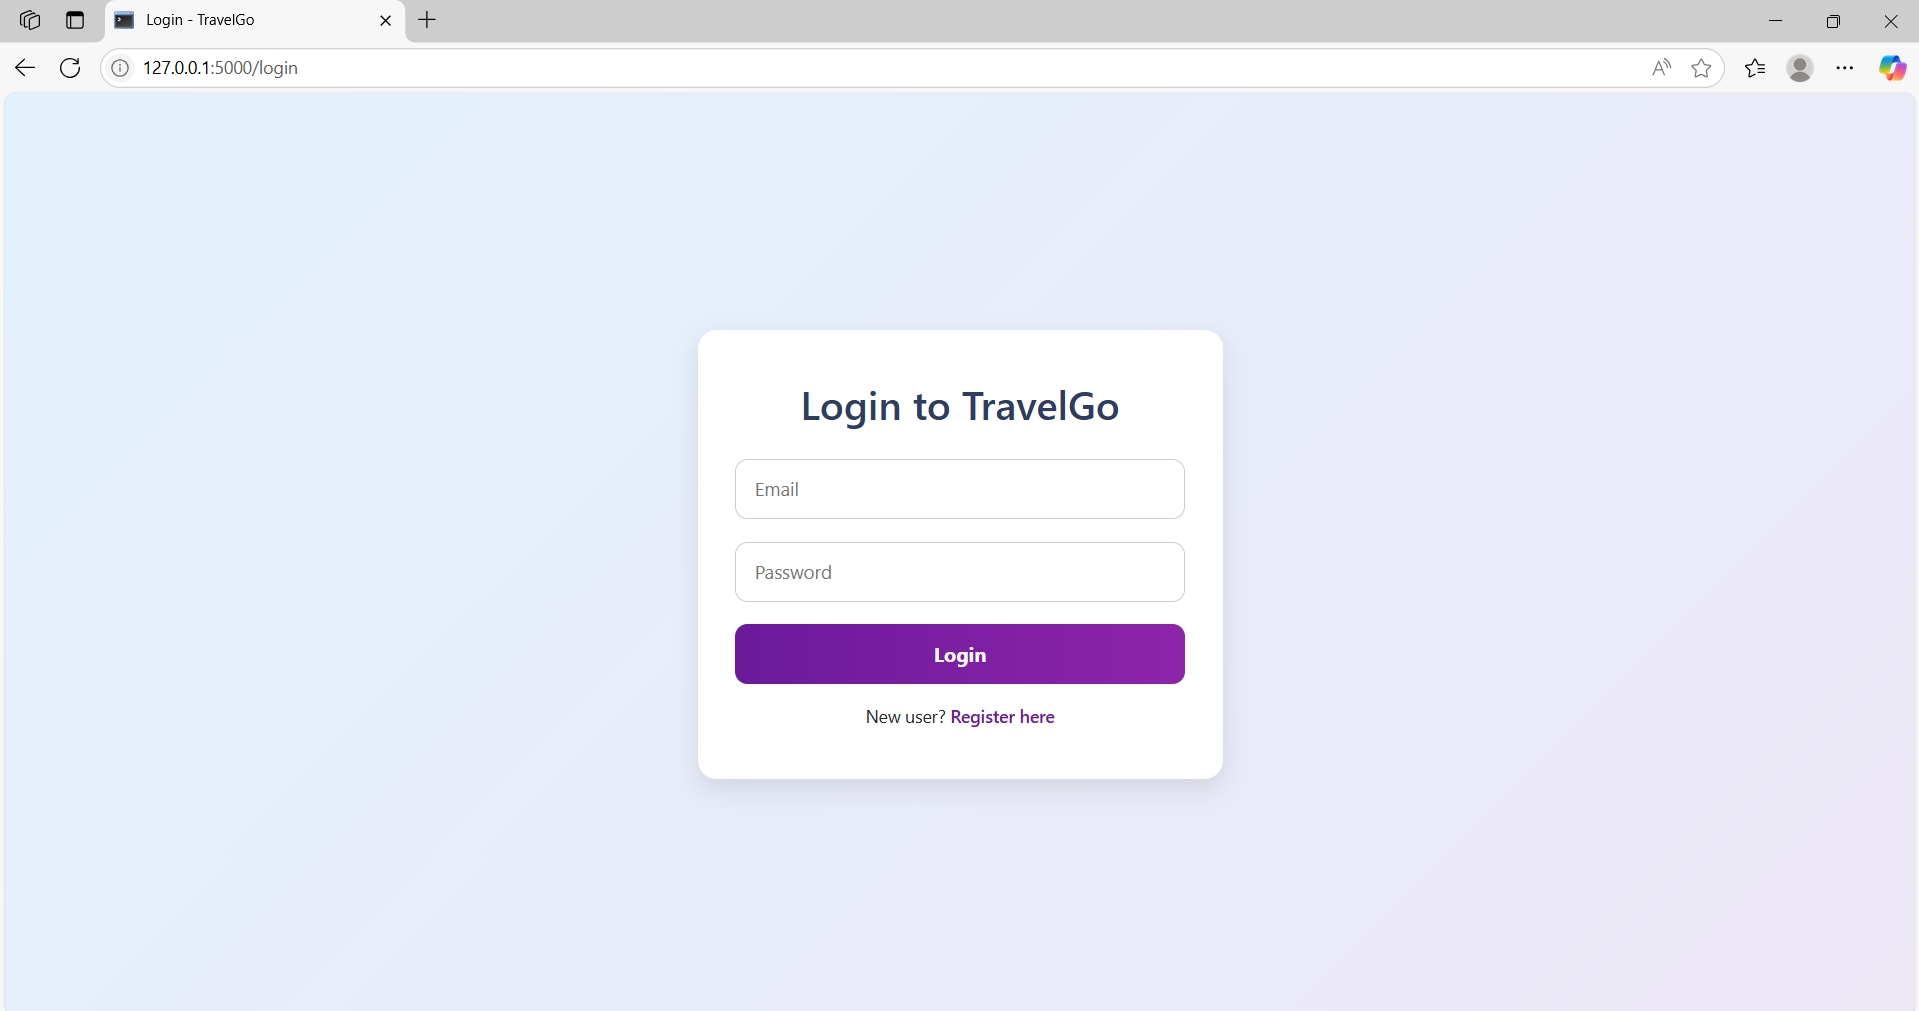 Login - TravelGo
127.0.0.1:5000/login
Login to TravelGo
Email
Password
Login
New user? Register here